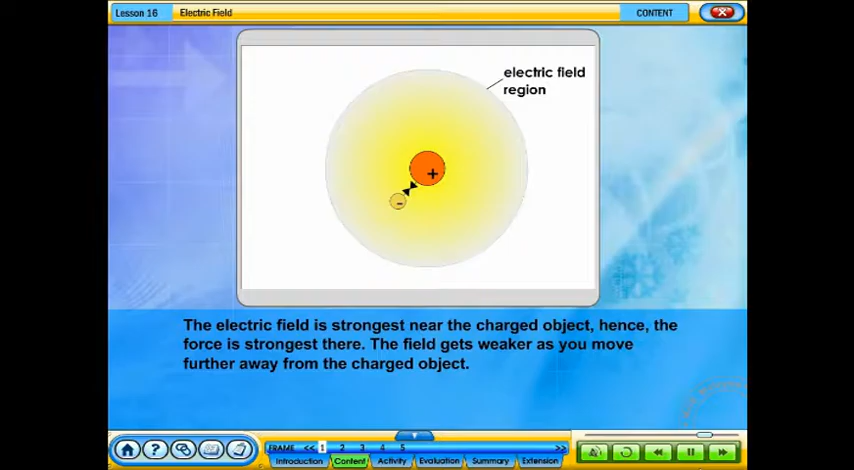 Lesson 16
Electric Field
CONTENT
electric field
region
+
-
The electric field is strongest near the charged object, hence, the
force is strongest there. The field gets weaker as you move
further away from the charged object.
?
FRAME << 1 2 3 4 5 >>
Introduction Content Activity Evaluation Summary Extension